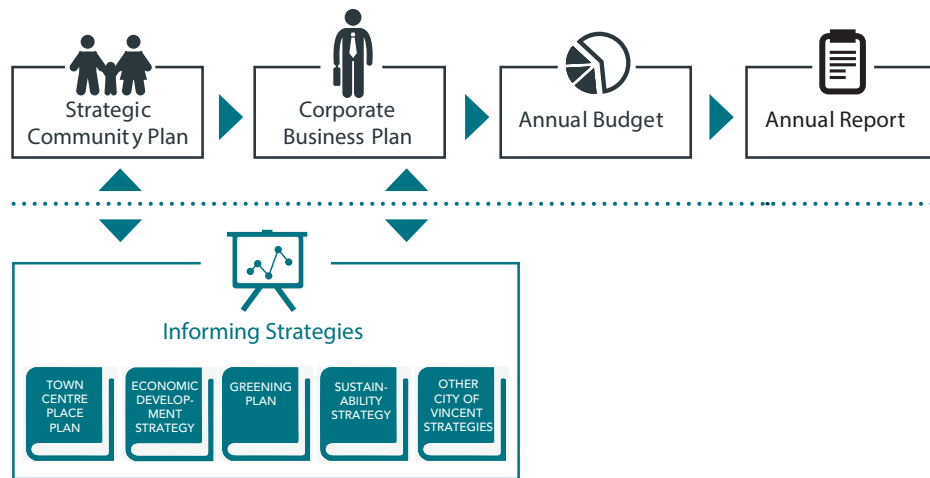 Strategic
Community Plan
Corporate
Business Plan
Annual Budget
Annual Report
Informing Strategies
TOWN
CENTRE
PLACE
PLAN
ECONOMIC
DEVELOP-
MENT
STRATEGY
GREENING
PLAN
SUSTAIN-
ABILITY
STRATEGY
OTHER
CITY OF
VINCENT
STRATEGIES